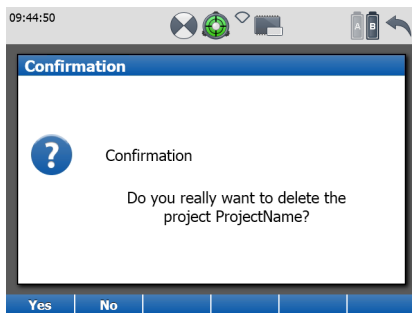 09:44:50
A B
Confirmation
?
Confirmation
Do you really want to delete the
project ProjectName?
Yes No